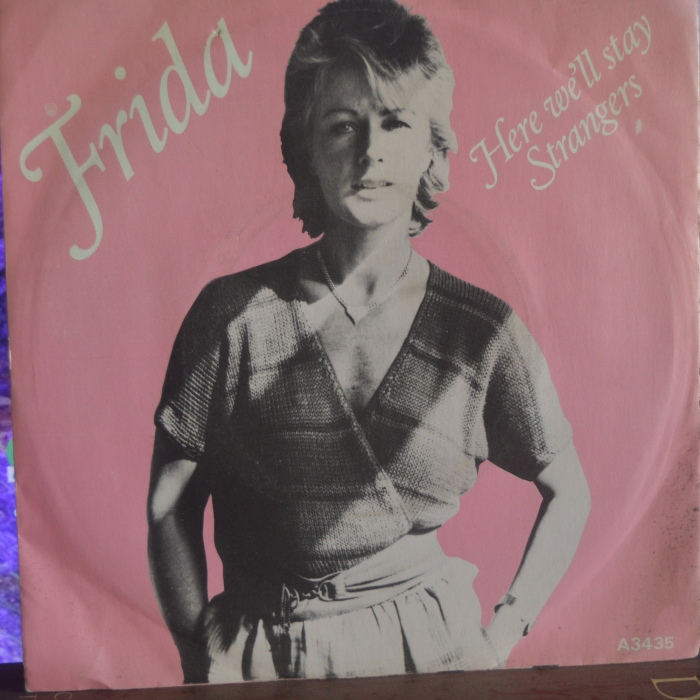 Frida
Here we'll stay
Strangers
A3435